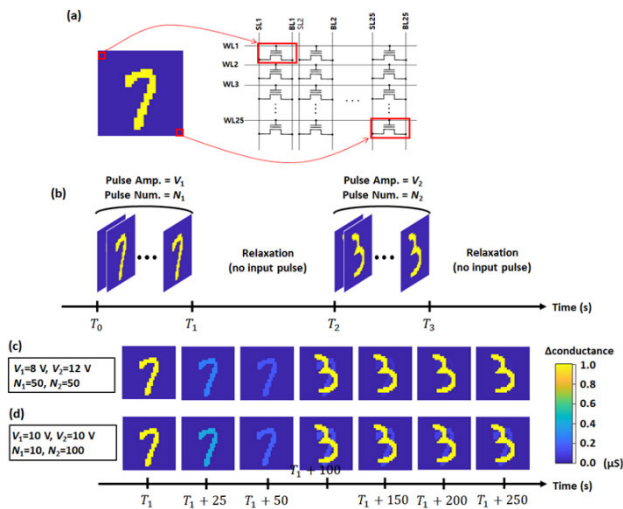 (a)
SL1 BL1 SL2 BL2 SL25 BL25
WL1
WL2
WL3
WL25
(b)
Pulse Amp. = V1
Pulse Num. = N1
Pulse Amp. = V2
Pulse Num. = N2
Relaxation
(no input pulse)
Relaxation
(no input pulse)
Time (s)
T0 T1 T2 T3
(c)
V1=8 V, V2=12 V
N1=50, N2=50
(d)
V1=10 V, V2=10 V
N1=10, N2=100
Δconductance
1.0
0.8
0.6
0.4
0.2
0.0
(μS)
Time (s)
T1 T1 + 25 T1 + 50 T1 + 100 T1 + 150 T1 + 200 T1 + 250